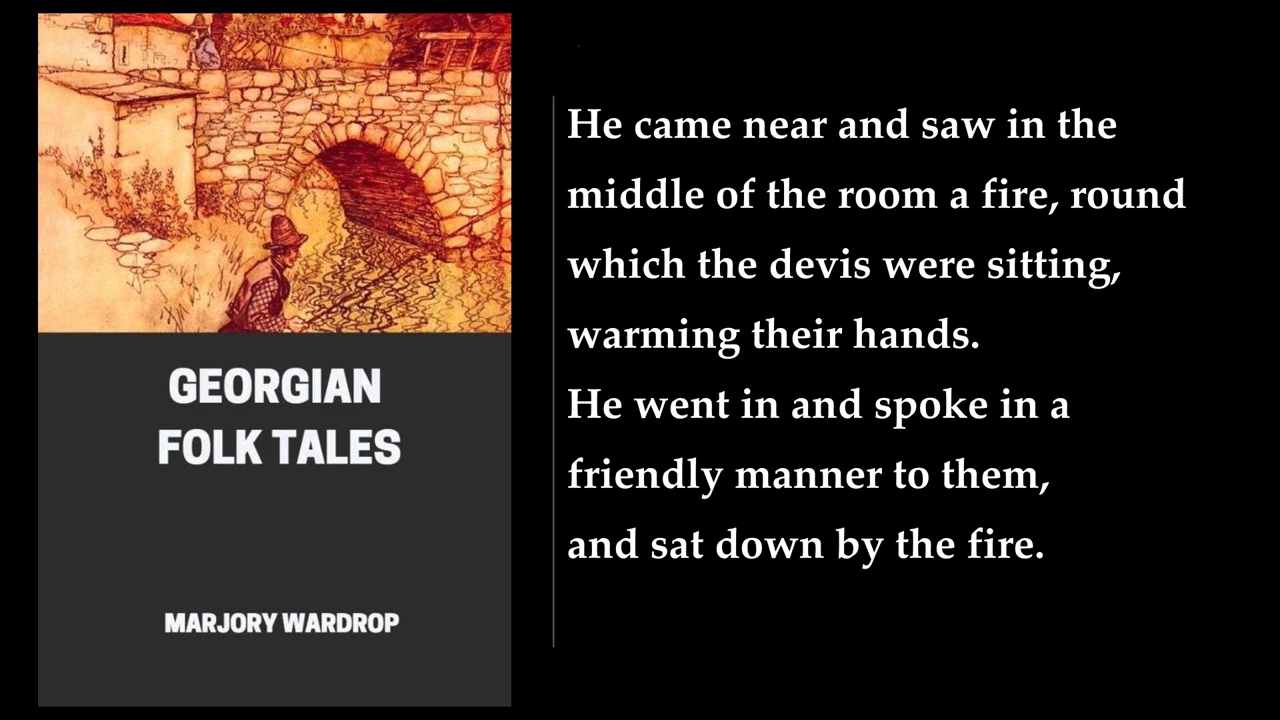 GEORGIAN
FOLK TALES
MARJORY WARDROP
He came near and saw in the
middle of the room a fire, round
which the devis were sitting,
warming their hands.
He went in and spoke in a
friendly manner to them,
and sat down by the fire.